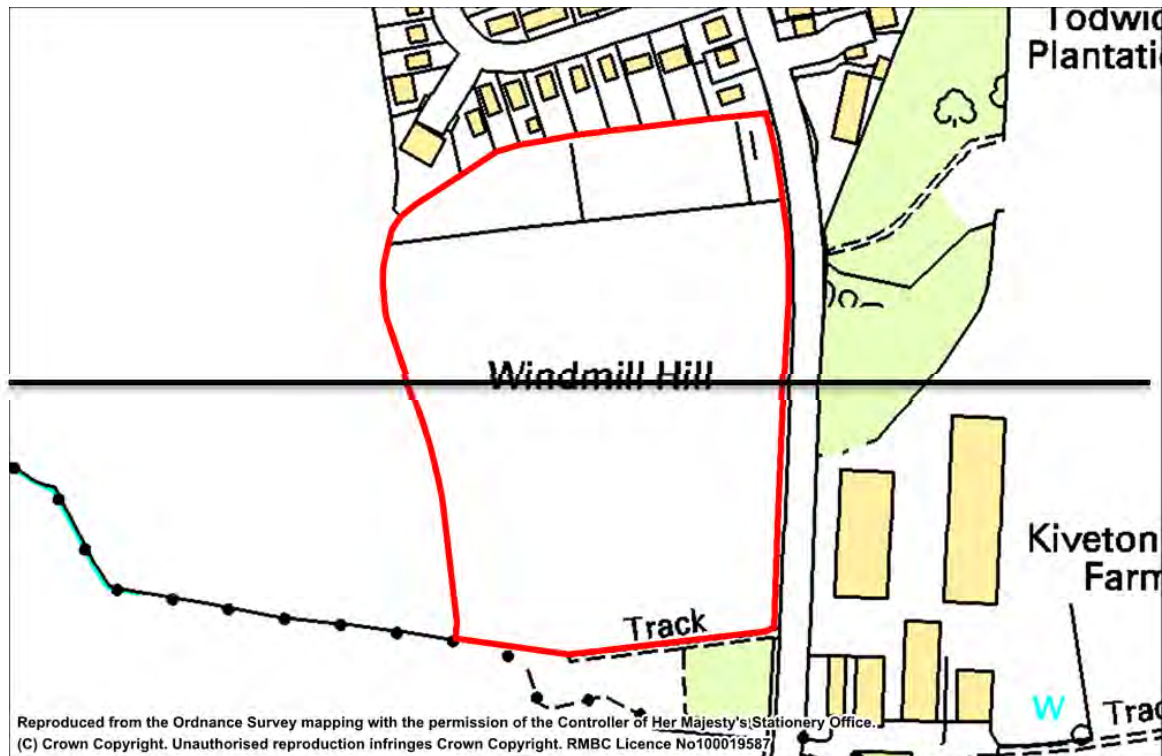 Todwic
Plantati
Windmill Hill
Kiveton
Farm
Track
W
Trac
Reproduced from the Ordnance Survey mapping with the permission of the Controller of Her Majesty's Stationery Office.
(C) Crown Copyright. Unauthorised reproduction infringes Crown Copyright. RMBC Licence No100019587